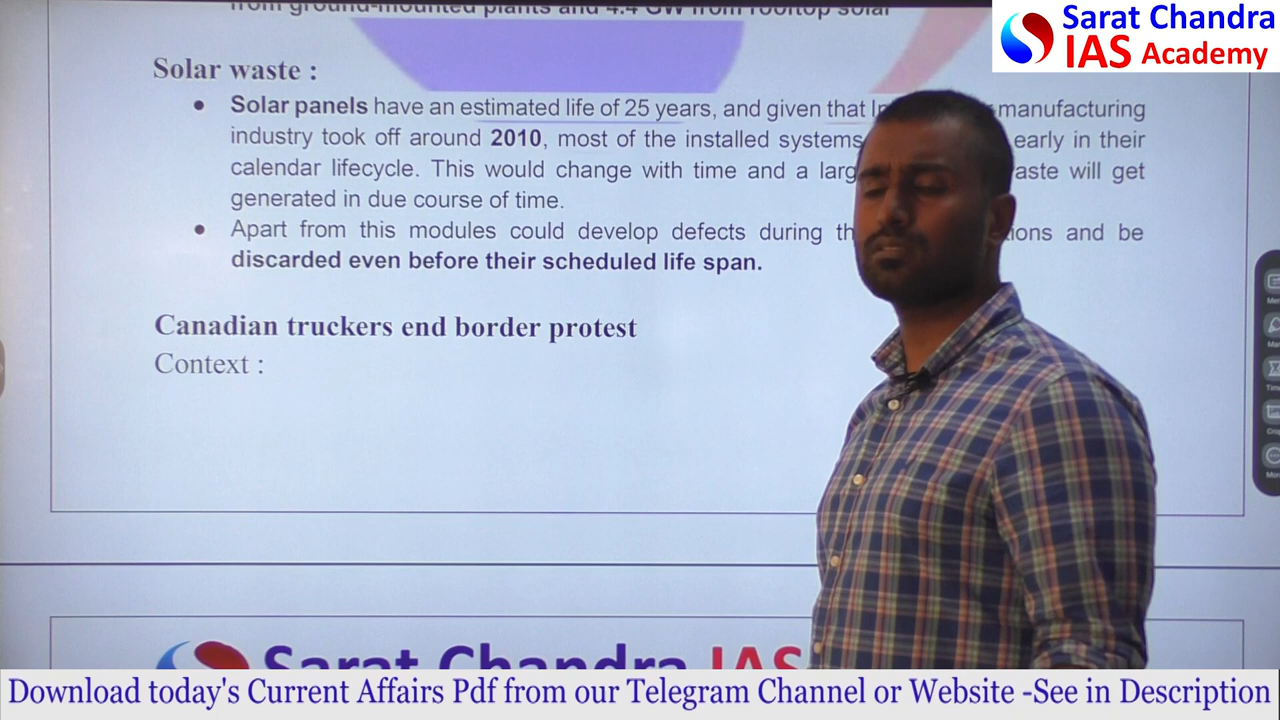 from ground-mounted plants and 4.4 GW from rooftop solar
Sarat Chandra
IAS Academy
Solar waste :
• Solar panels have an estimated life of 25 years, and given that manufacturing
industry took off around 2010, most of the installed systems early in their
calendar lifecycle. This would change with time and a will get
generated in due course of time.
• Apart from this modules could develop defects during and be
discarded even before their scheduled life span.
Canadian truckers end border protest
Context :
Sarat Chandra IAS
Download today's Current Affairs Pdf from our Telegram Channel or Website -See in Description